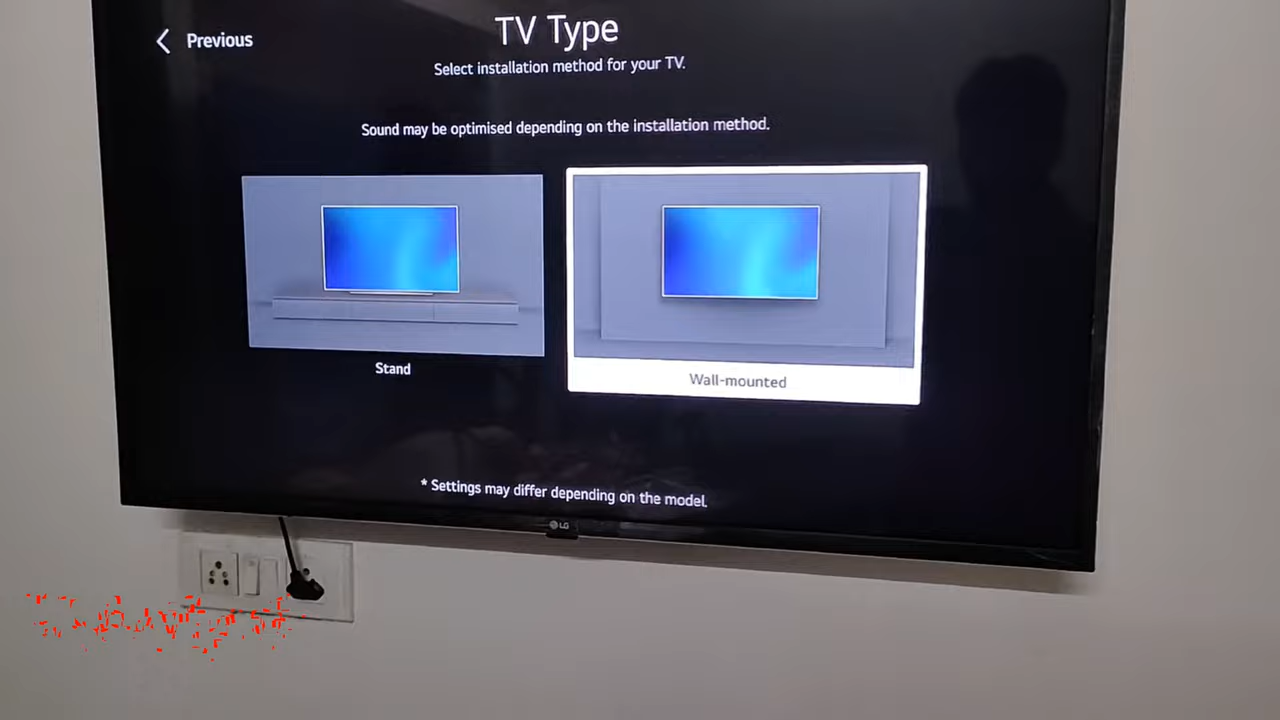 Previous
TV Type
Select installation method for your TV.
Sound may be optimised depending on the installation method.
Stand
Wall-mounted
* Settings may differ depending on the model.
LG